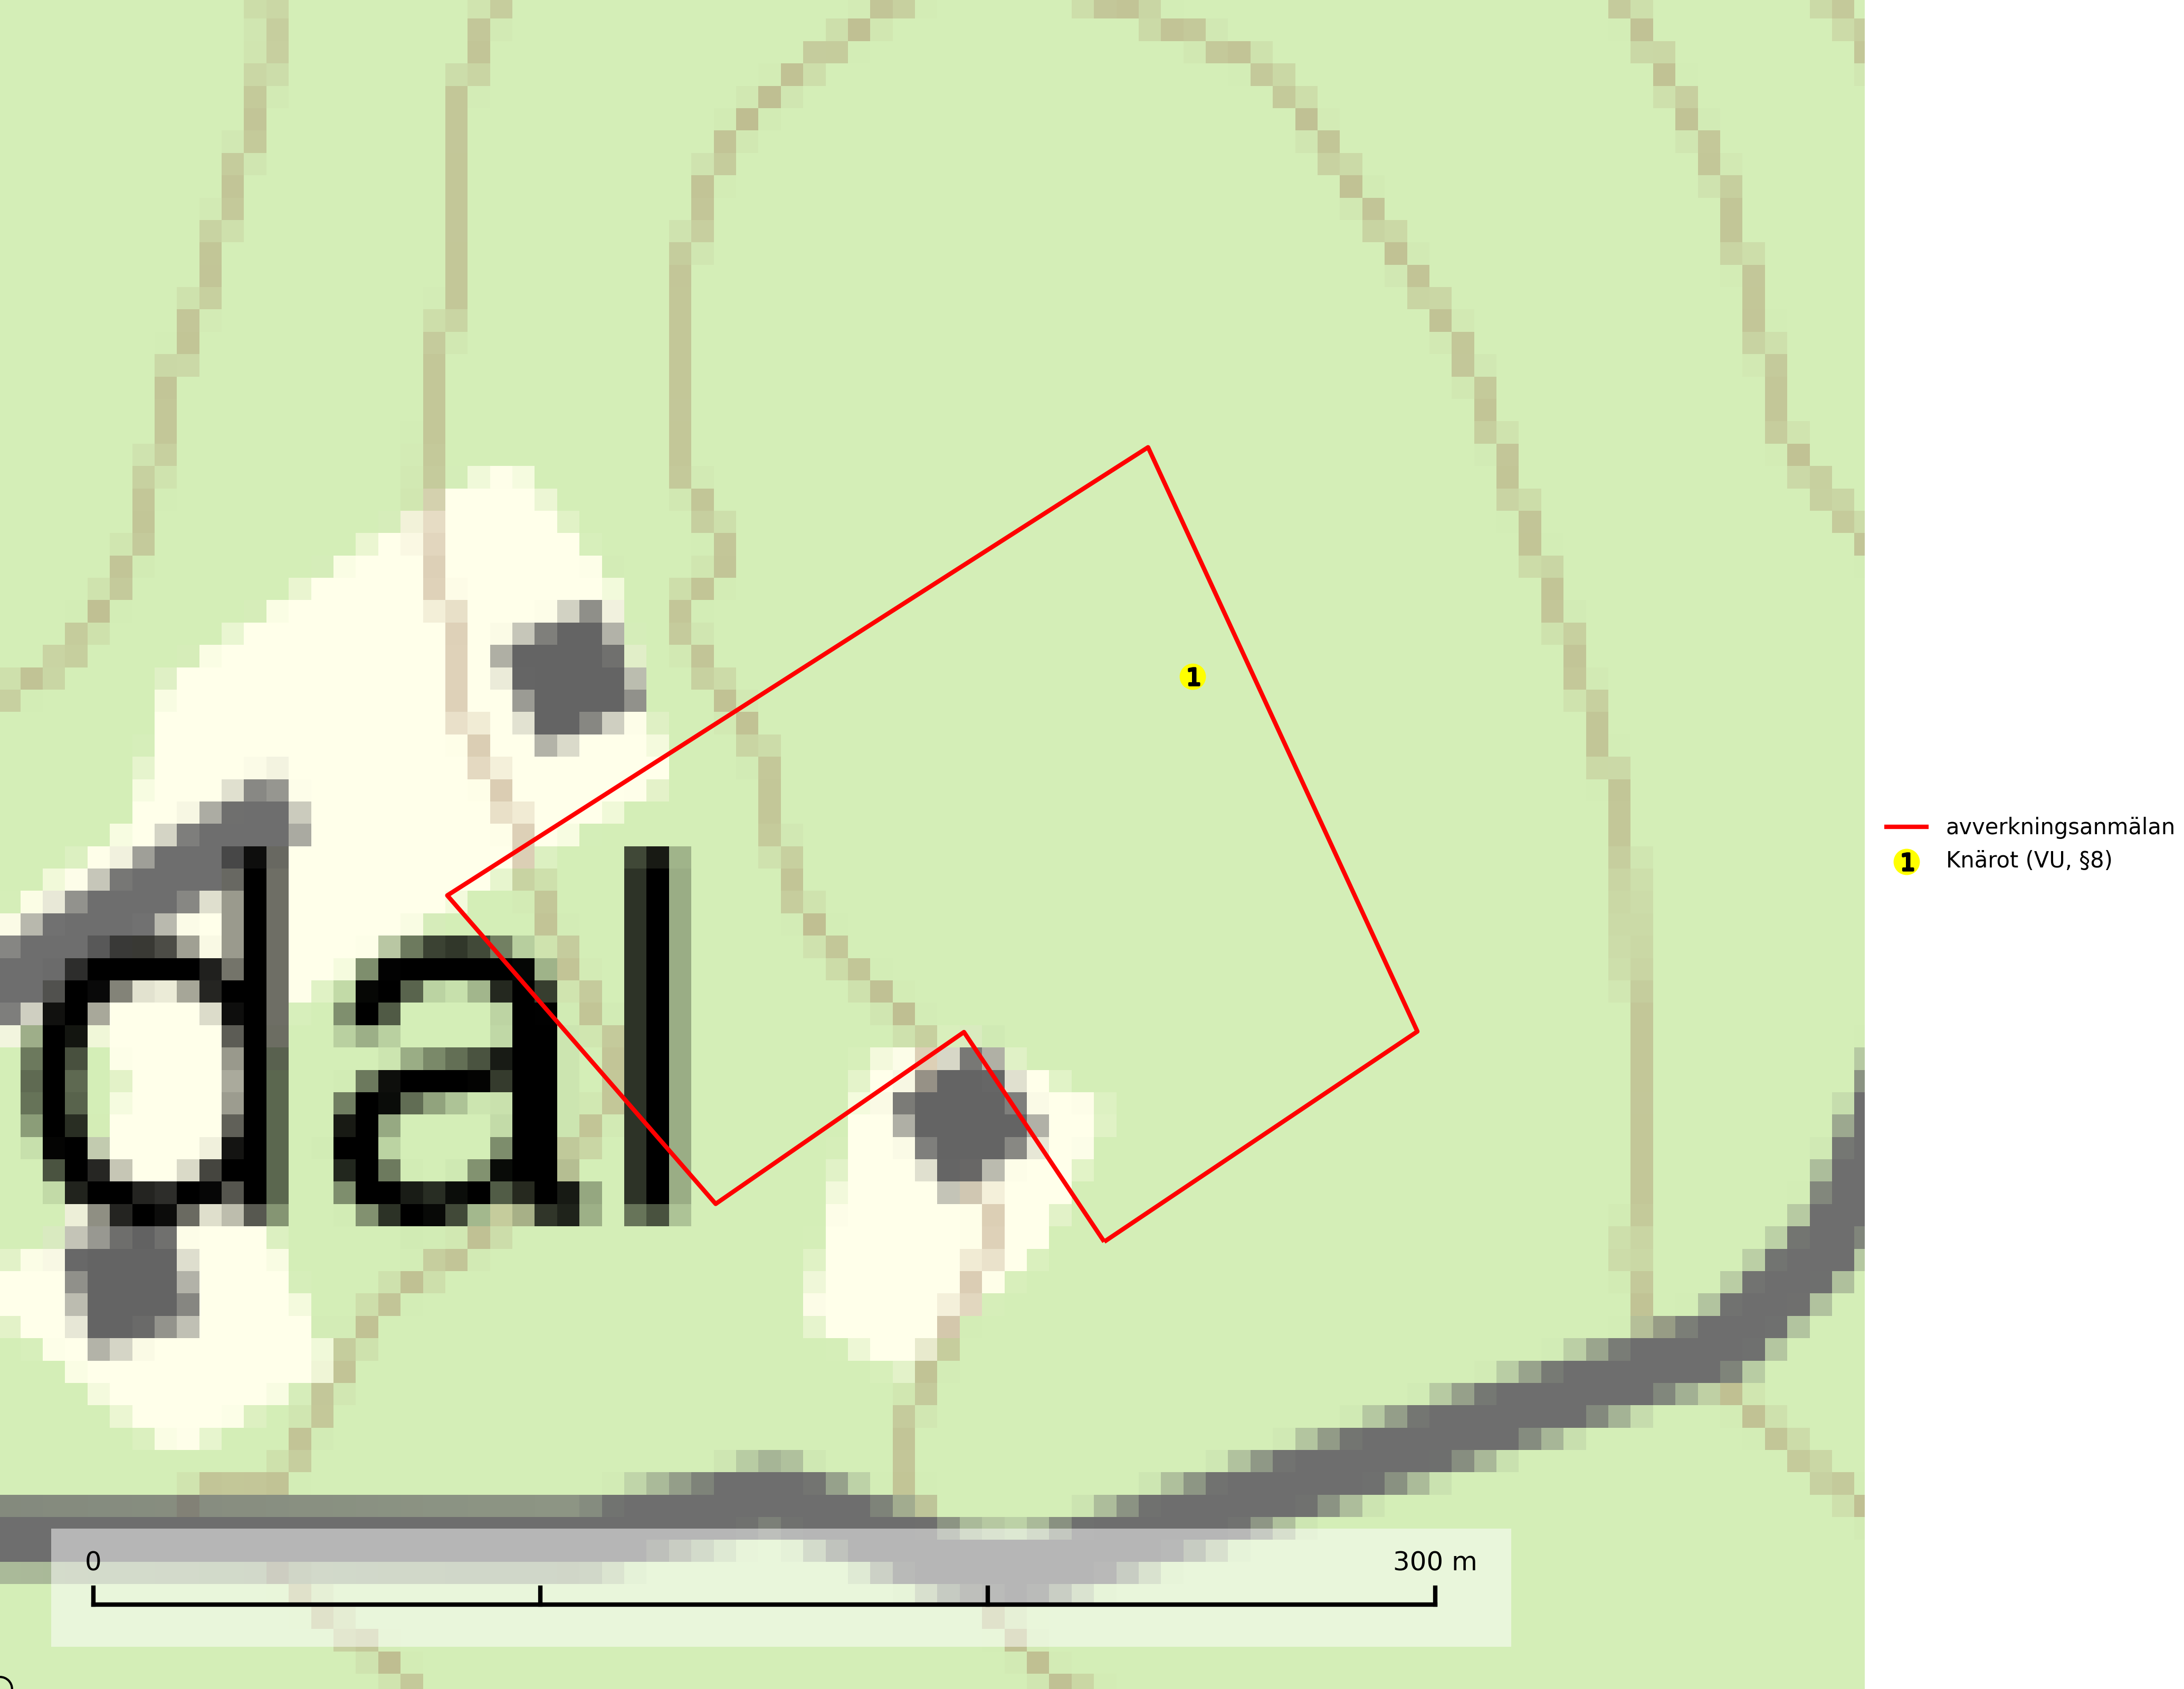 1
dal
0
300 m
avverkningsanmälan
1 Knärot (VU, §8)